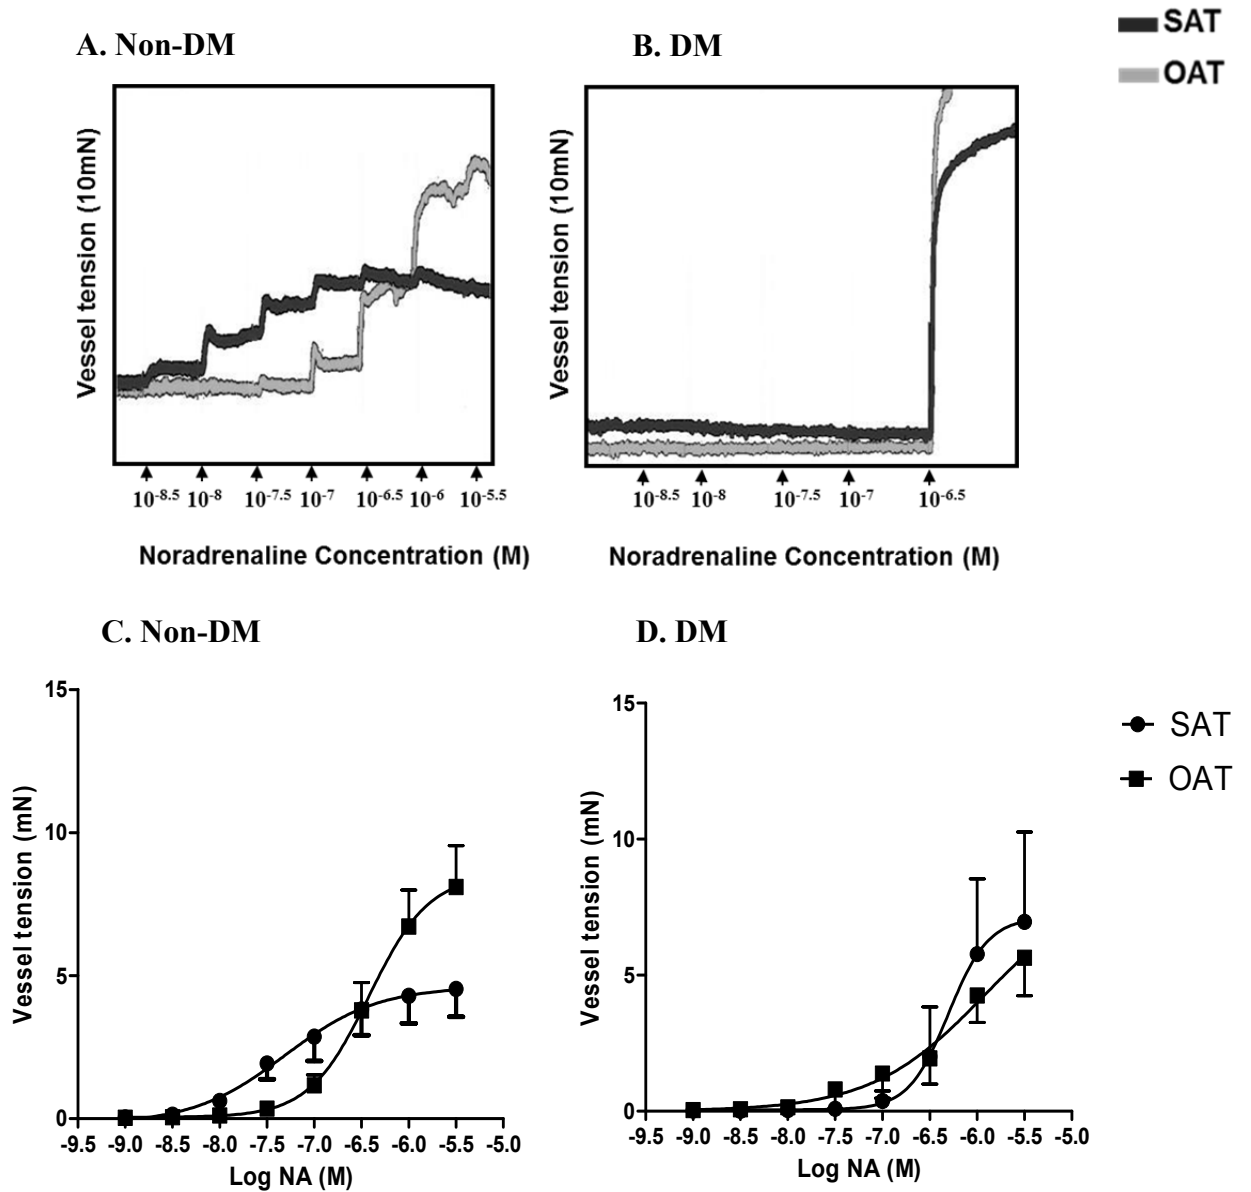 A. Non-DM
B. DM
SAT
OAT
Vessel tension (10mN)
10-8.5 10-8 10-7.5 10-7 10-6.5 10-6 10-5.5
Noradrenaline Concentration (M)
Vessel tension (10mN)
10-8.5 10-8 10-7.5 10-7 10-6.5
Noradrenaline Concentration (M)
C. Non-DM
D. DM
Vessel tension (mN)
15
10
5
0
-9.5 -9.0 -8.5 -8.0 -7.5 -7.0 -6.5 -6.0 -5.5 -5.0
Log NA (M)
Vessel tension (mN)
15
10
5
0
-9.5 -9.0 -8.5 -8.0 -7.5 -7.0 -6.5 -6.0 -5.5 -5.0
Log NA (M)
SAT
OAT